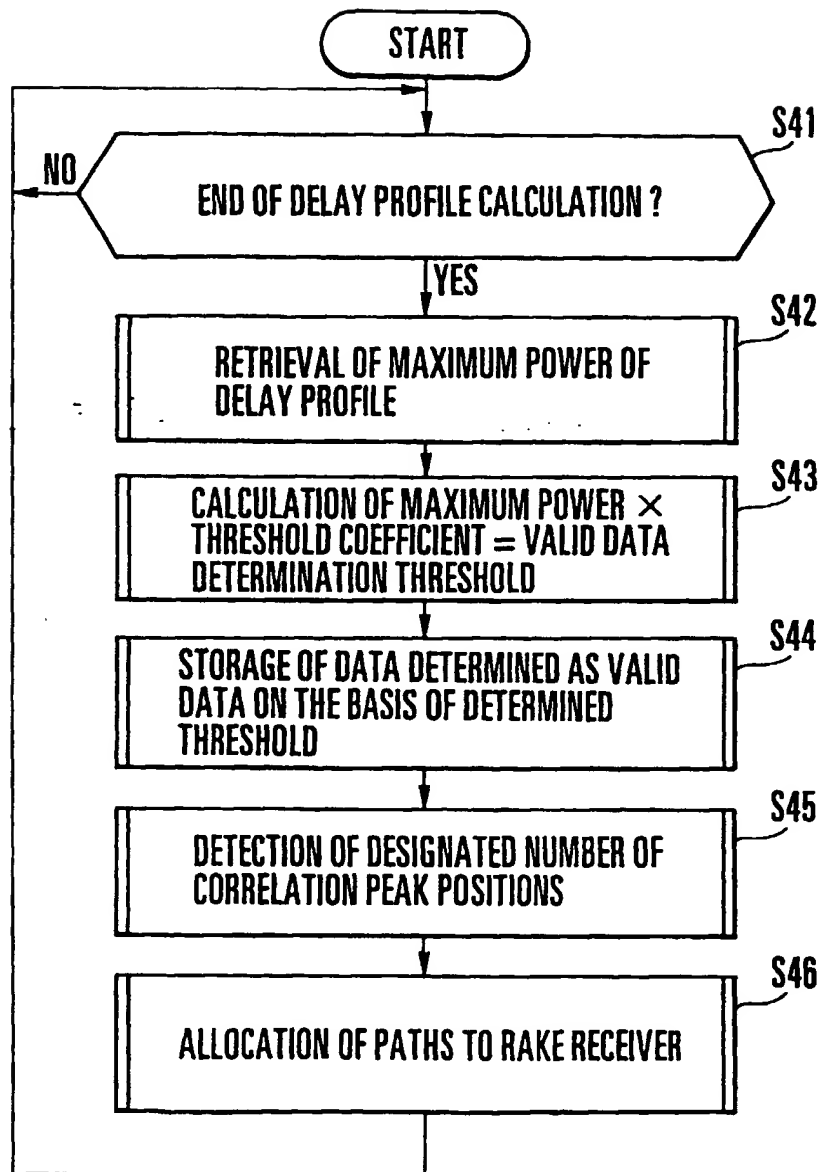 START
S41
NO
END OF DELAY PROFILE CALCULATION ?
YES
S42
RETRIEVAL OF MAXIMUM POWER OF
DELAY PROFILE
S43
CALCULATION OF MAXIMUM POWER ×
THRESHOLD COEFFICIENT = VALID DATA
DETERMINATION THRESHOLD
S44
STORAGE OF DATA DETERMINED AS VALID
DATA ON THE BASIS OF DETERMINED
THRESHOLD
S45
DETECTION OF DESIGNATED NUMBER OF
CORRELATION PEAK POSITIONS
S46
ALLOCATION OF PATHS TO RAKE RECEIVER